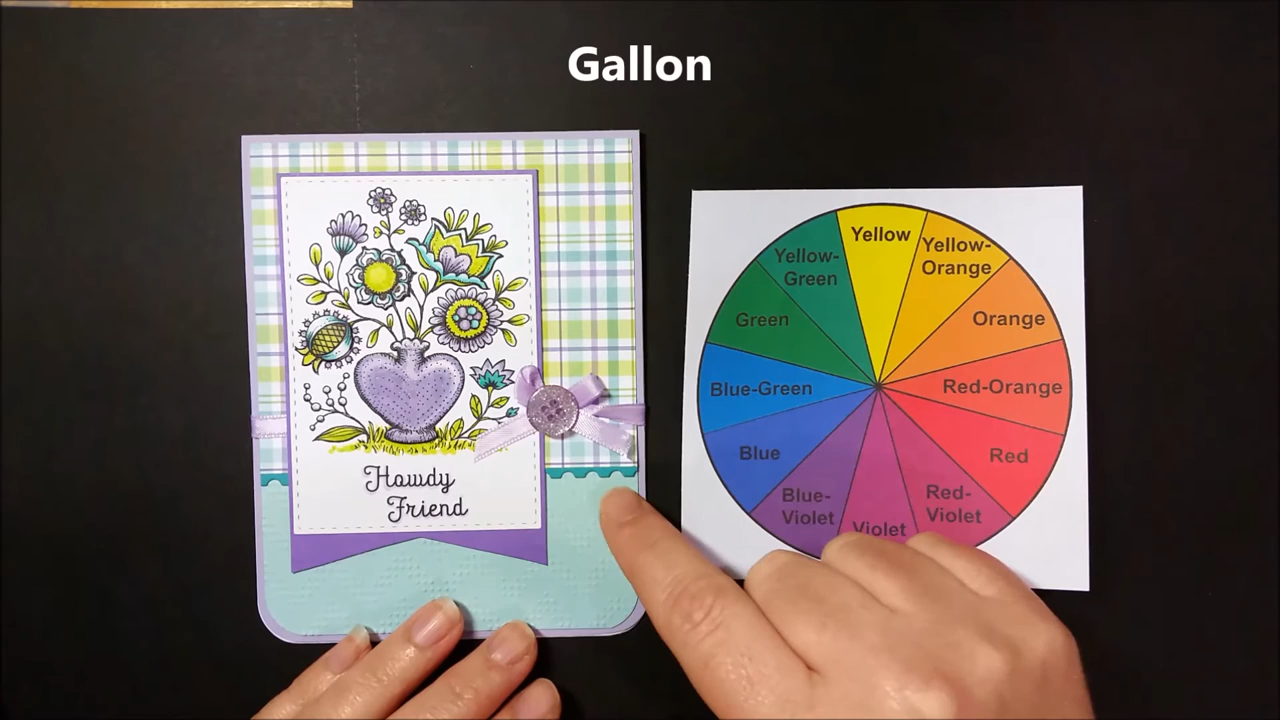 Gallon
Howdy
Friend
Yellow
Yellow-
Orange
Orange
Red-Orange
Red
Red-
Violet
Violet
Blue-
Violet
Blue
Blue-Green
Green
Yellow-
Green